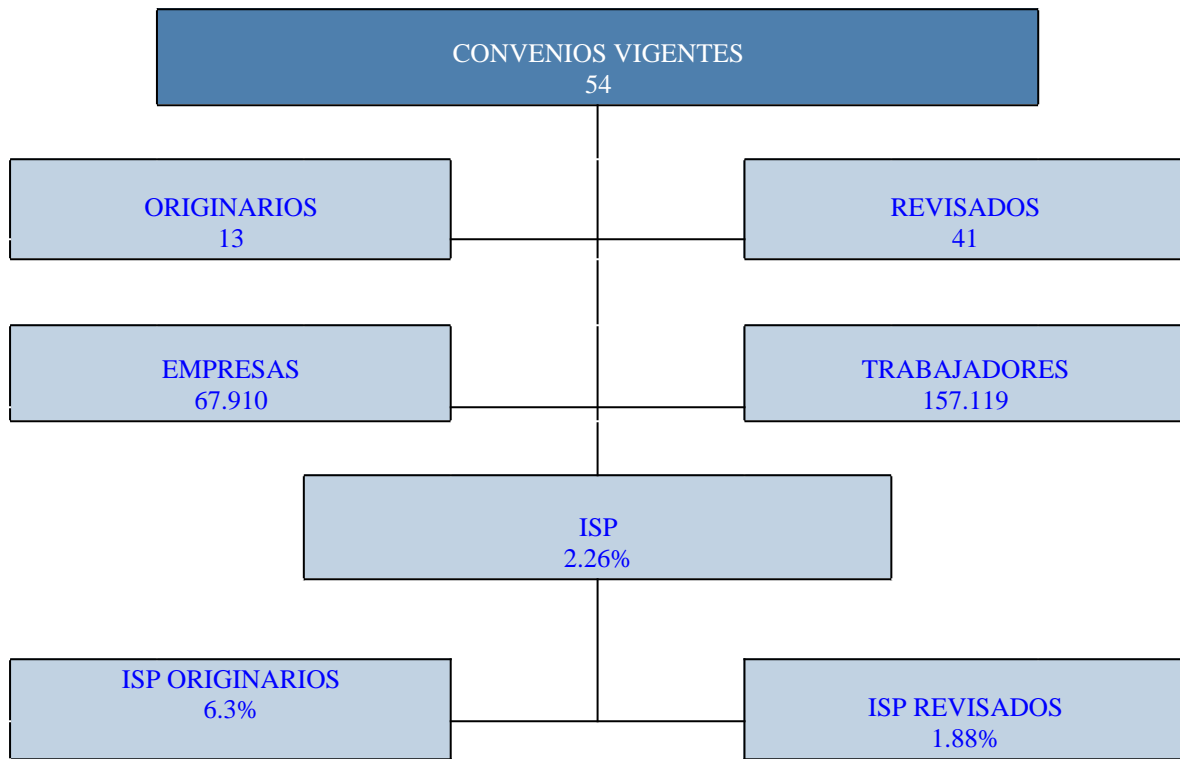 CONVENIOS VIGENTES
54
ORIGINARIOS
13
REVISADOS
41
EMPRESAS
67.910
TRABAJADORES
157.119
ISP
2.26%
ISP ORIGINARIOS
6.3%
ISP REVISADOS
1.88%